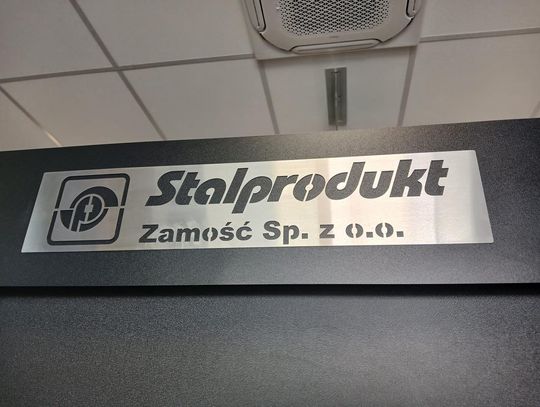 Stalprodukt
Zamość Sp. z o.o.